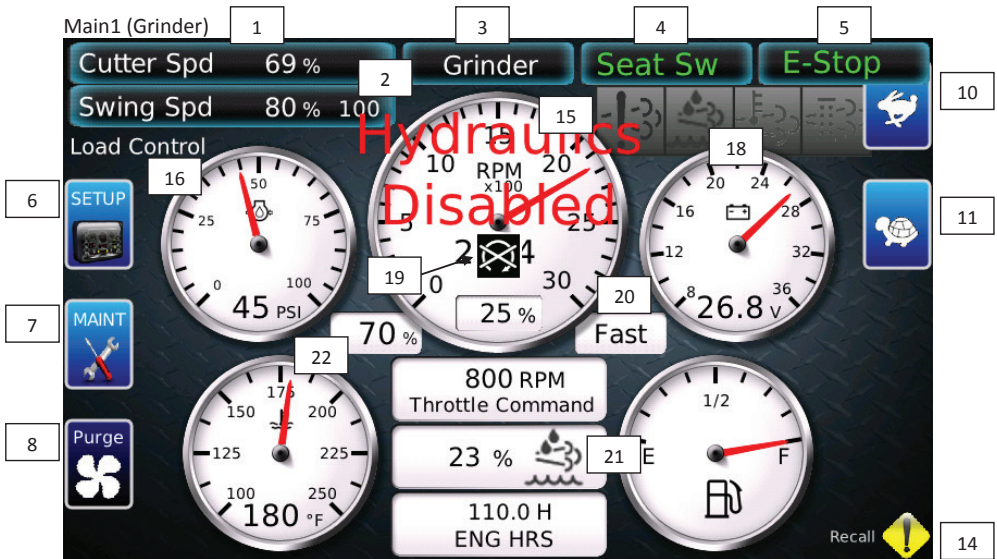 Main1 (Grinder)
1
3
4
5
Cutter Spd 69 %
Grinder
Seat Sw
E-Stop
2
10
Swing Spd 80 % 100
Hydraulics
Disabled
Load Control
15
16
18
6
SETUP
11
0 25 50 75 100
45 PSI
0 5 10 15 20 25 30
RPM
x100
2 4
19
25 %
8 12 16 20 24 28 32 36
26.8 V
20
7
MAINT
70 %
Fast
22
8
Purge
100 125 150 175 200 225 250
180 °F
800 RPM
Throttle Command
23 %
21
110.0 H
ENG HRS
E 1/2 F
Recall
14